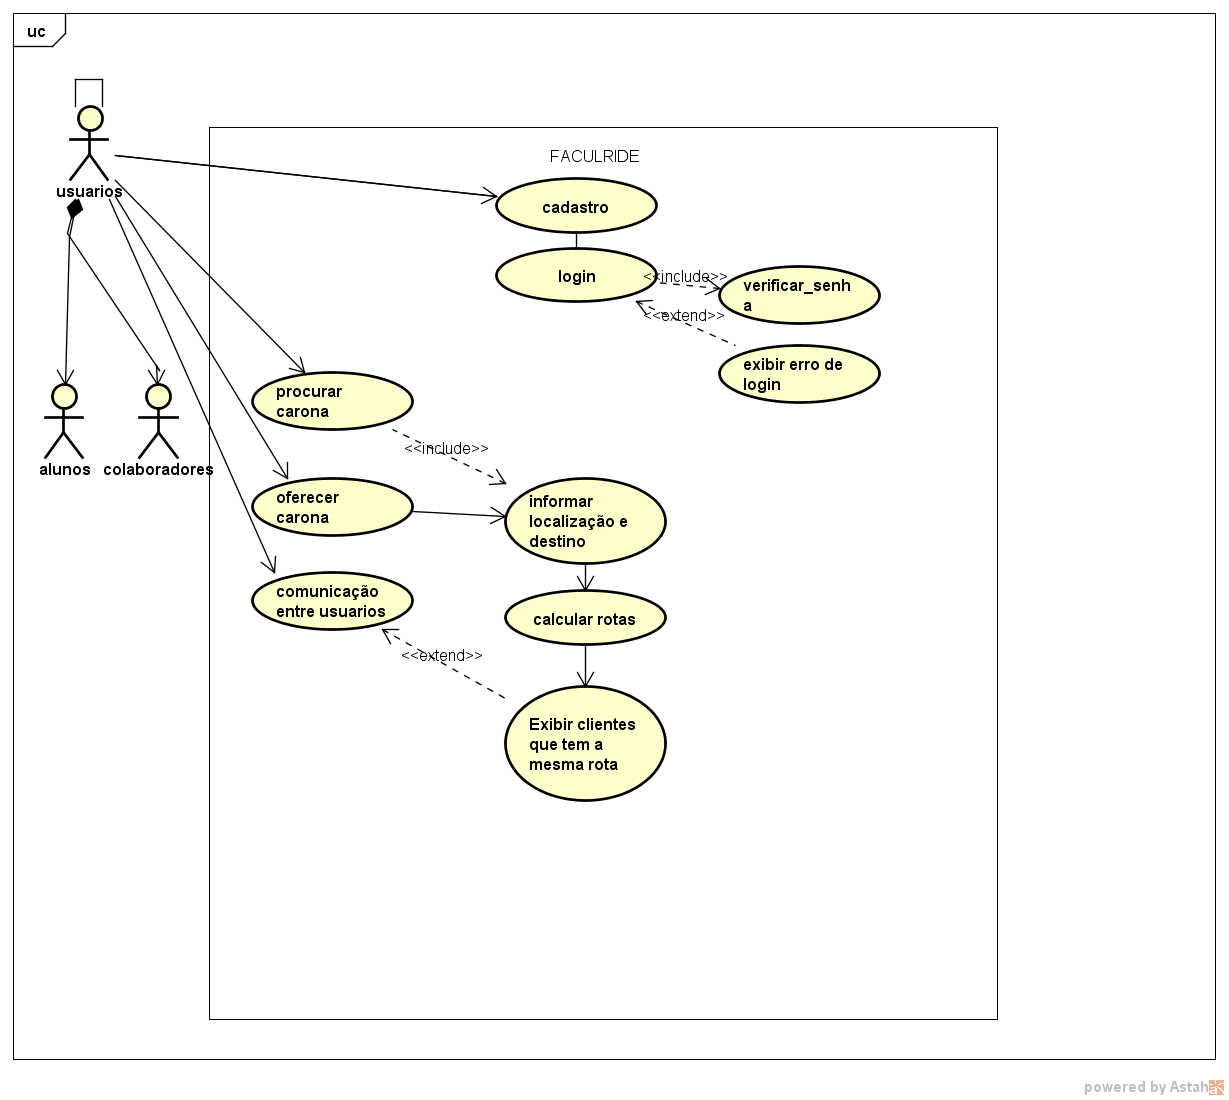 uc
usuarios
FACULRIDE
cadastro
login
<<include>>
verificar_senh
a
<<extend>>
exibir erro de
login
procurar
carona
<<include>>
alunos
colaboradores
oferecer
carona
informar
localização e
destino
comunicação
entre usuarios
calcular rotas
<<extend>>
Exibir clientes
que tem a
mesma rota
powered by Astah